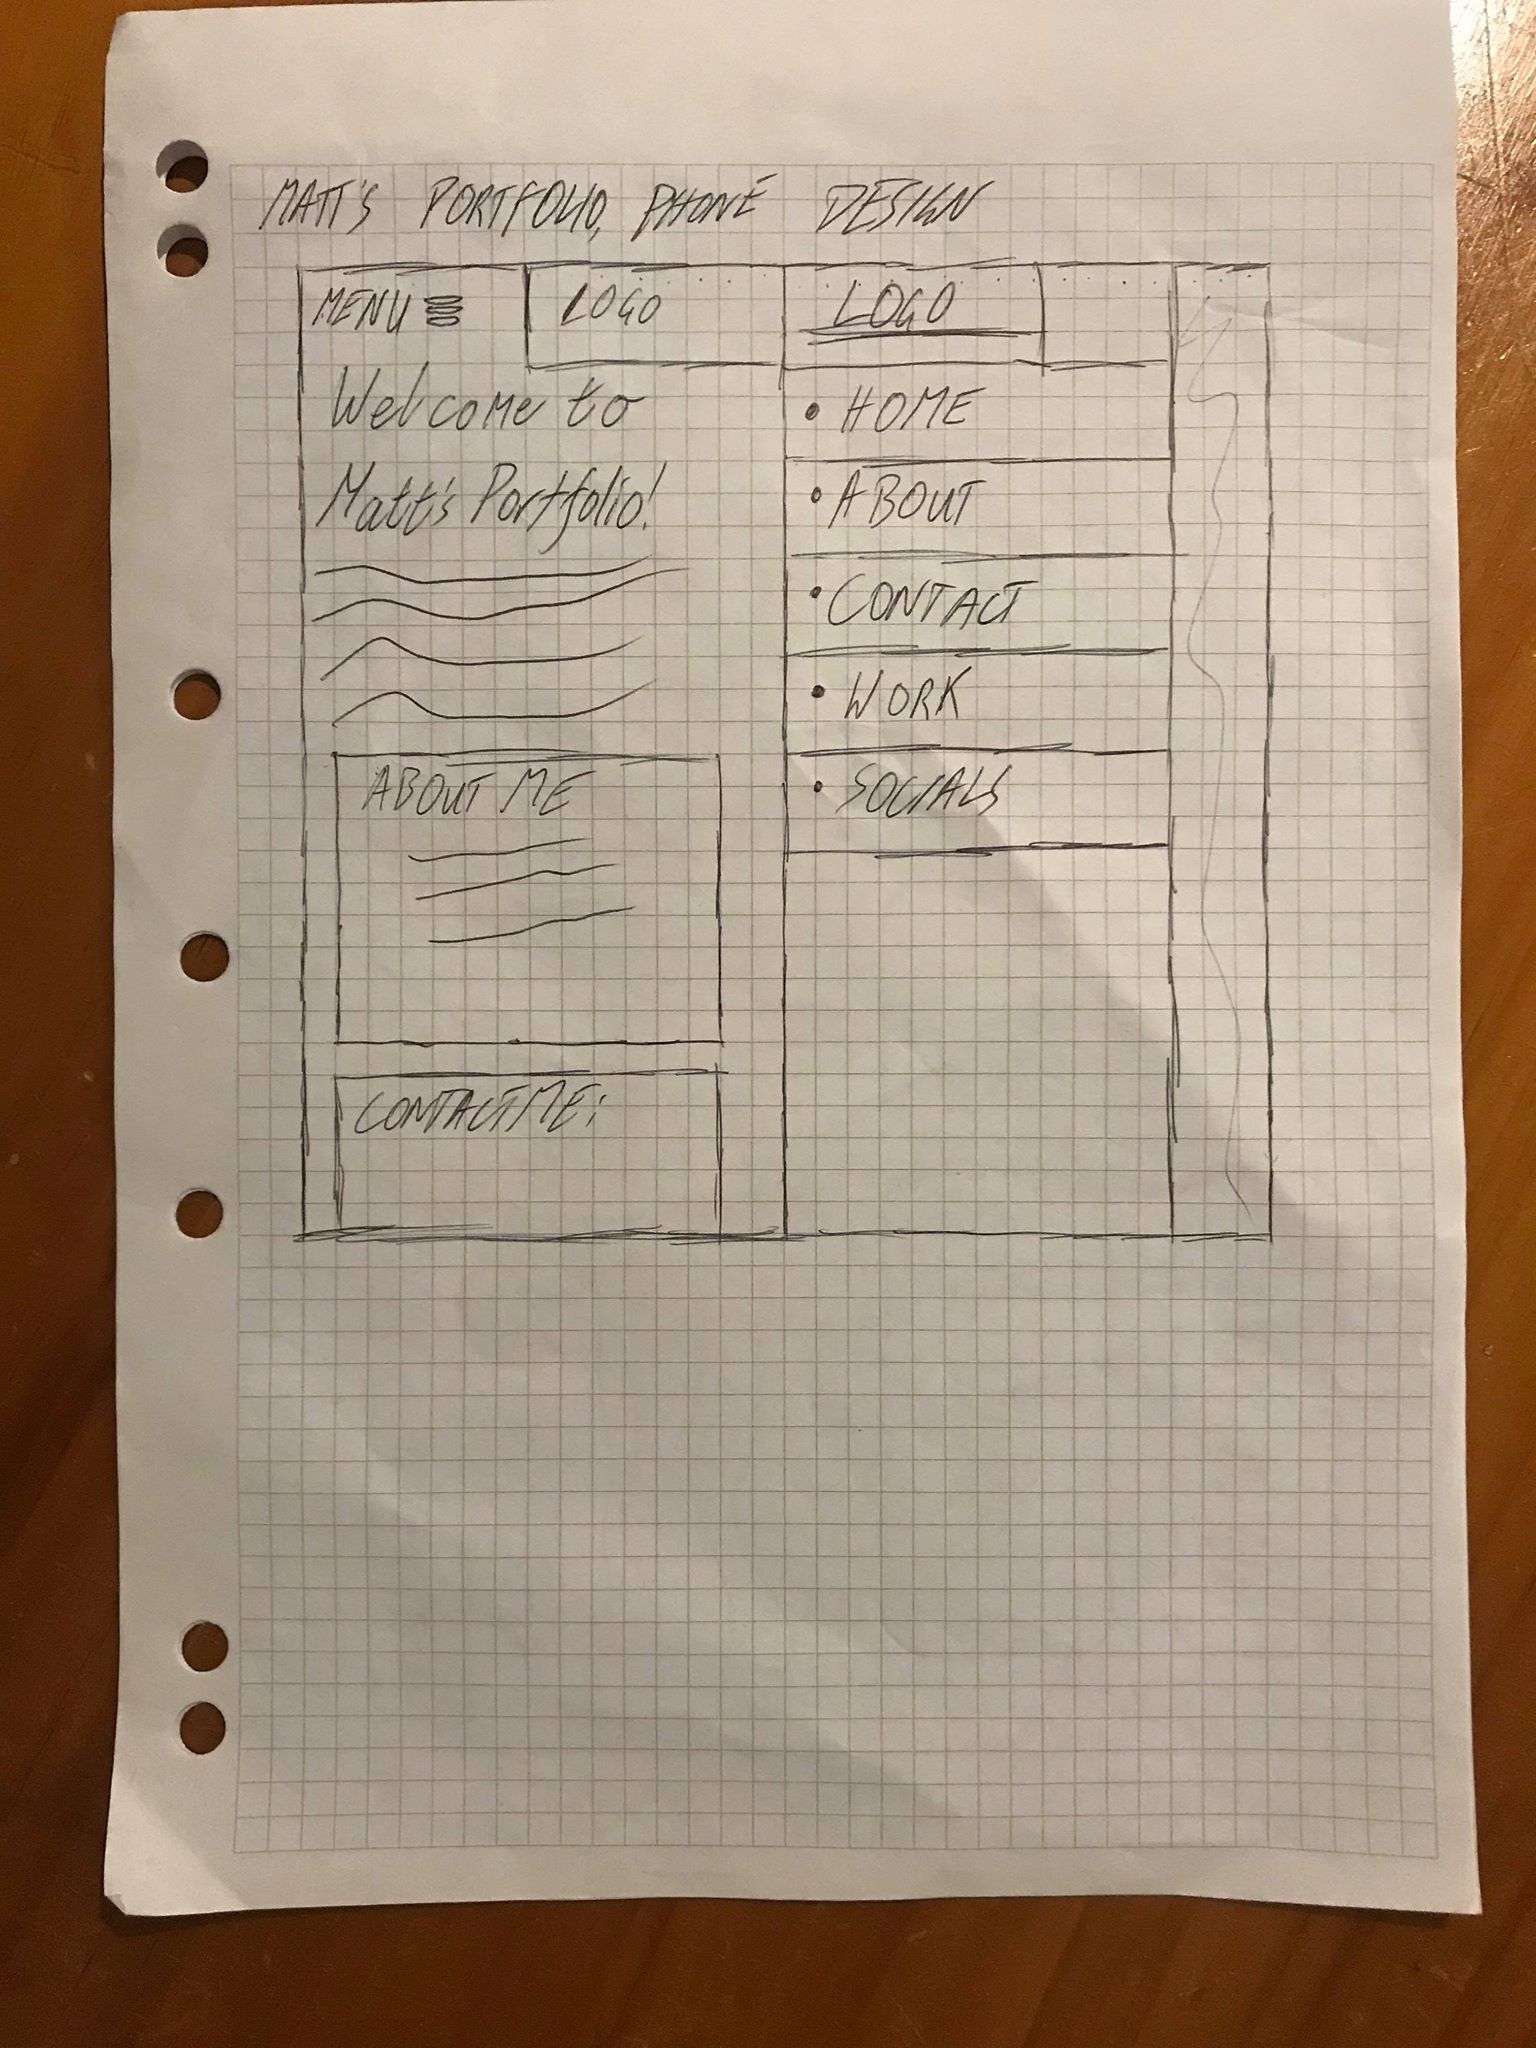 MATT'S PORTFOLIO, PHONE DESIGN
MENU
LOGO
Welcome to
Matt's Portfolio!
ABOUT ME
CONTACT ME:
LOGO
• HOME
• ABOUT
• CONTACT
• WORK
• SOCIALS